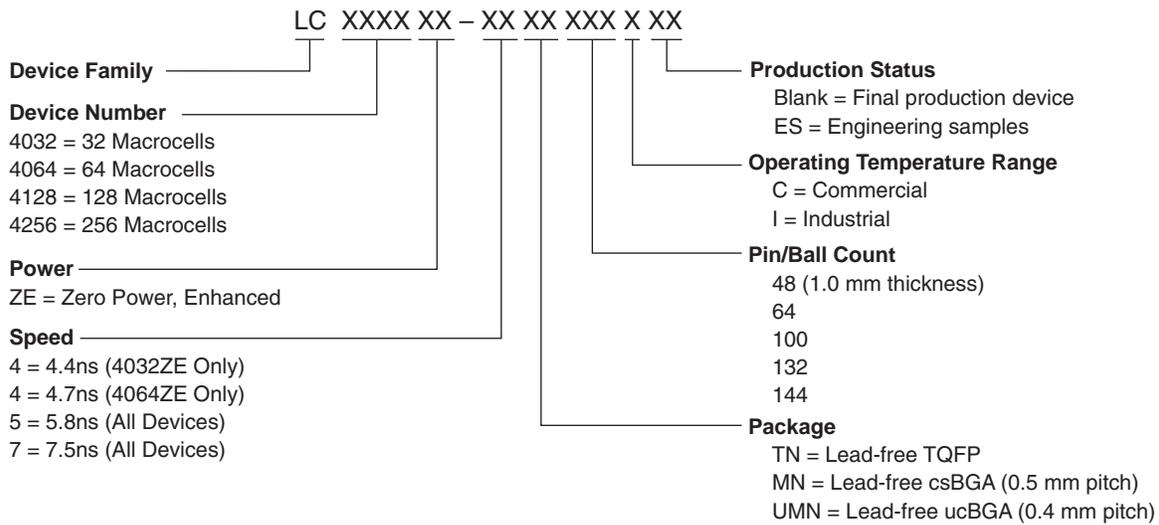 LC XXXX XX – XX XX XXX X XX
Device Family
Device Number
4032 = 32 Macrocells
4064 = 64 Macrocells
4128 = 128 Macrocells
4256 = 256 Macrocells
Power
ZE = Zero Power, Enhanced
Speed
4 = 4.4ns (4032ZE Only)
4 = 4.7ns (4064ZE Only)
5 = 5.8ns (All Devices)
7 = 7.5ns (All Devices)
Production Status
Blank = Final production device
ES = Engineering samples
Operating Temperature Range
C = Commercial
I = Industrial
Pin/Ball Count
48 (1.0 mm thickness)
64
100
132
144
Package
TN = Lead-free TQFP
MN = Lead-free csBGA (0.5 mm pitch)
UMN = Lead-free ucBGA (0.4 mm pitch)